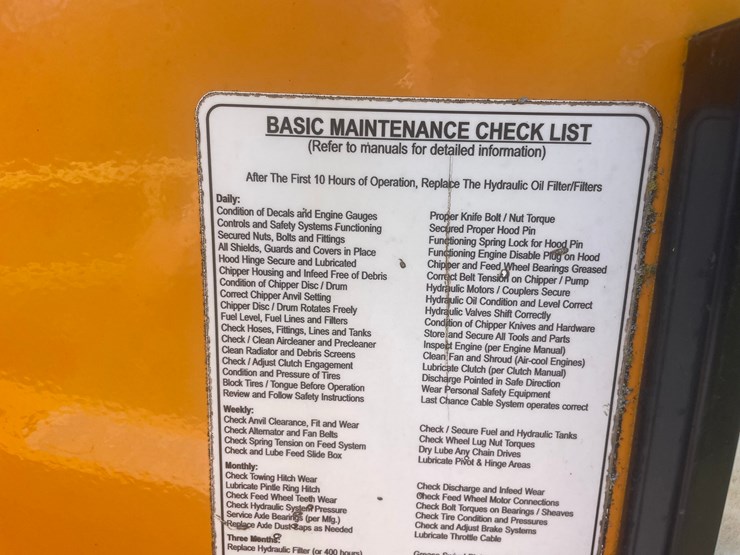 BASIC MAINTENANCE CHECK LIST
(Refer to manuals for detailed information)
After The First 10 Hours of Operation, Replace The Hydraulic Oil Filter/Filters
Daily:
Condition of Decals and Engine Gauges
Controls and Safety Systems Functioning
Secured Nuts, Bolts and Fittings
All Shields, Guards and Covers in Place
Hood Hinge Secure and Lubricated
Chipper Housing and Infeed Free of Debris
Condition of Chipper Disc / Drum
Correct Chipper Anvil Setting
Chipper Disc / Drum Rotates Freely
Fuel Level, Fuel Lines and Filters
Check Hoses, Fittings, Lines and Tanks
Check / Clean Aircleaner and Precleaner
Clean Radiator and Debris Screens
Check / Adjust Clutch Engagement
Condition and Pressure of Tires
Block Tires / Tongue Before Operation
Review and Follow Safety Instructions
Proper Knife Bolt / Nut Torque
Secured Proper Hood Pin
Functioning Spring Lock for Hood Pin
Functioning Engine Disable Plug on Hood
Chipper and Feed Wheel Bearings Greased
Correct Belt Tension on Chipper / Pump
Hydraulic Motors / Couplers Secure
Hydraulic Oil Condition and Level Correct
Hydraulic Valves Shift Correctly
Condition of Chipper Knives and Hardware
Store and Secure All Tools and Parts
Inspect Engine (per Engine Manual)
Clean Fan and Shroud (Air-cool Engines)
Lubricate Clutch (per Clutch Manual)
Discharge Pointed in Safe Direction
Wear Personal Safety Equipment
Last Chance Cable System operates correct
Weekly:
Check Anvil Clearance, Fit and Wear
Check Alternator and Fan Belts
Check Spring Tension on Feed System
Check and Lube Feed Slide Box
Check / Secure Fuel and Hydraulic Tanks
Check Wheel Lug Nut Torques
Dry Lube Any Chain Drives
Lubricate Pivot & Hinge Areas
Monthly:
Check Towing Hitch Wear
Lubricate Pintle Ring Hitch
Check Feed Wheel Teeth Wear
Check Hydraulic System Pressure
Service Axle Bearings (per Mfg.)
Replace Axle Dust Caps as Needed
Check Discharge and Infeed Wear
Check Feed Wheel Motor Connections
Check Bolt Torques on Bearings / Sheaves
Check Tire Condition and Pressures
Check and Adjust Brake Systems
Lubricate Throttle Cable
Three Months:
Replace Hydraulic Filter (or 400 hours)